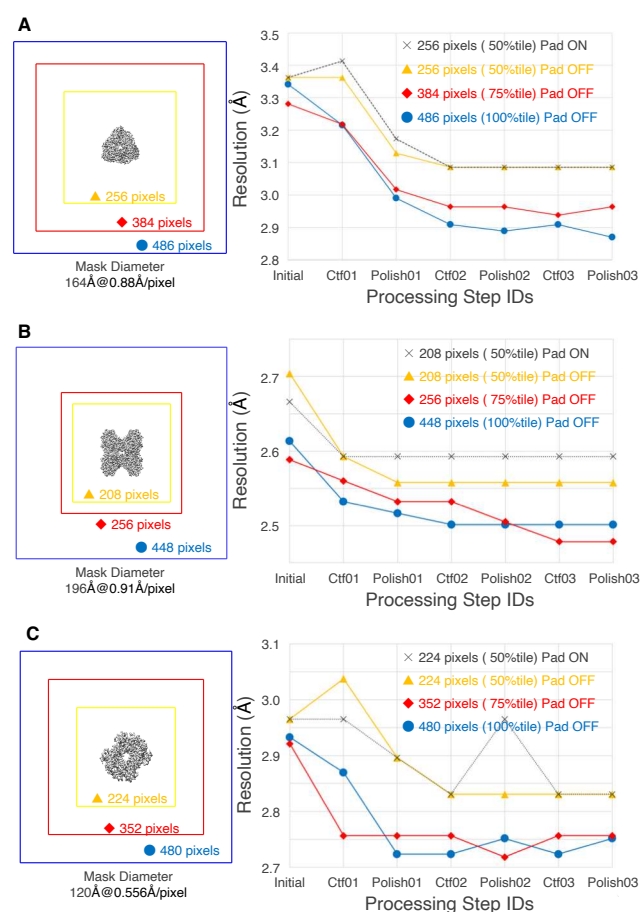 A
256 pixels
384 pixels
486 pixels
Mask Diameter
164Å@0.88Å/pixel
Resolution (Å)
3.5
3.4
3.3
3.2
3.1
3.0
2.9
2.8
256 pixels ( 50%tile) Pad ON
256 pixels ( 50%tile) Pad OFF
384 pixels ( 75%tile) Pad OFF
486 pixels (100%tile) Pad OFF
Initial Ctf01 Polish01 Ctf02 Polish02 Ctf03 Polish03
Processing Step IDs
B
208 pixels
256 pixels
448 pixels
Mask Diameter
196Å@0.91Å/pixel
Resolution (Å)
2.7
2.6
2.5
208 pixels ( 50%tile) Pad ON
208 pixels ( 50%tile) Pad OFF
256 pixels ( 75%tile) Pad OFF
448 pixels (100%tile) Pad OFF
Initial Ctf01 Polish01 Ctf02 Polish02 Ctf03 Polish03
Processing Step IDs
C
224 pixels
352 pixels
480 pixels
Mask Diameter
120Å@0.556Å/pixel
Resolution (Å)
3.1
3.0
2.9
2.8
2.7
224 pixels ( 50%tile) Pad ON
224 pixels ( 50%tile) Pad OFF
352 pixels ( 75%tile) Pad OFF
480 pixels (100%tile) Pad OFF
Initial Ctf01 Polish01 Ctf02 Polish02 Ctf03 Polish03
Processing Step IDs